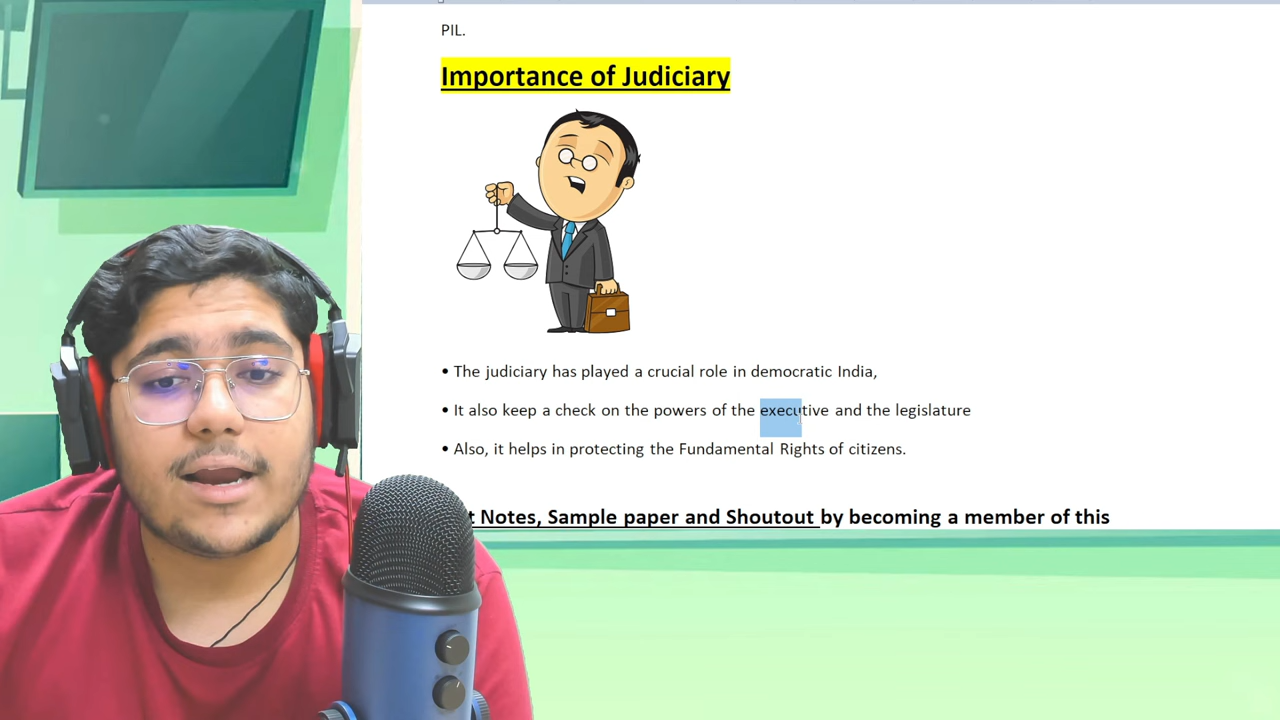 PIL.
Importance of Judiciary
• The judiciary has played a crucial role in democratic India,
• It also keep a check on the powers of the executive and the legislature
• Also, it helps in protecting the Fundamental Rights of citizens.
Notes, Sample paper and Shoutout by becoming a member of this